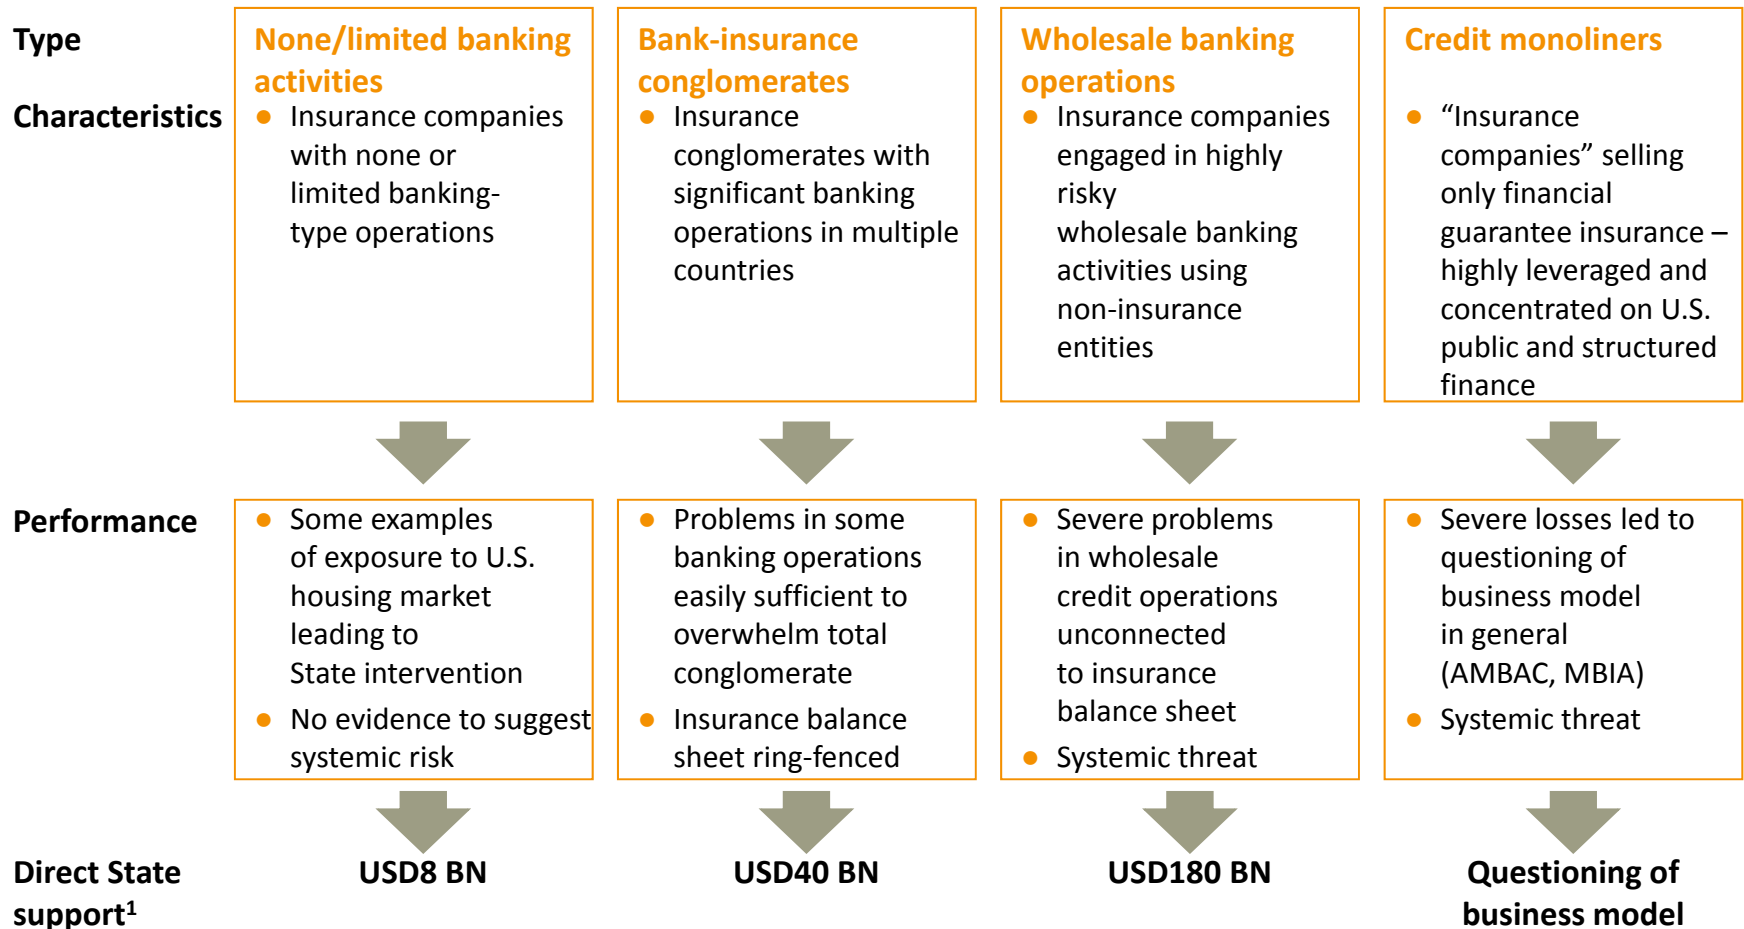 Type
None/limited banking
activities
Bank-insurance
conglomerates
Wholesale banking
operations
Credit monoliners
Characteristics
● Insurance companies
with none or
limited banking-
type operations
● Insurance
conglomerates with
significant banking
operations in multiple
countries
● Insurance companies
engaged in highly
risky
wholesale banking
activities using
non-insurance
entities
● “Insurance
companies” selling
only financial
guarantee insurance –
highly leveraged and
concentrated on U.S.
public and structured
finance
Performance
● Some examples
of exposure to U.S.
housing market
leading to
State intervention
● No evidence to suggest
systemic risk
● Problems in some
banking operations
easily sufficient to
overwhelm total
conglomerate
● Insurance balance
sheet ring-fenced
● Severe problems
in wholesale
credit operations
unconnected
to insurance
balance sheet
● Systemic threat
● Severe losses led to
questioning of
business model
in general
(AMBAC, MBIA)
● Systemic threat
Direct State
support¹
USD8 BN
USD40 BN
USD180 BN
Questioning of
business model